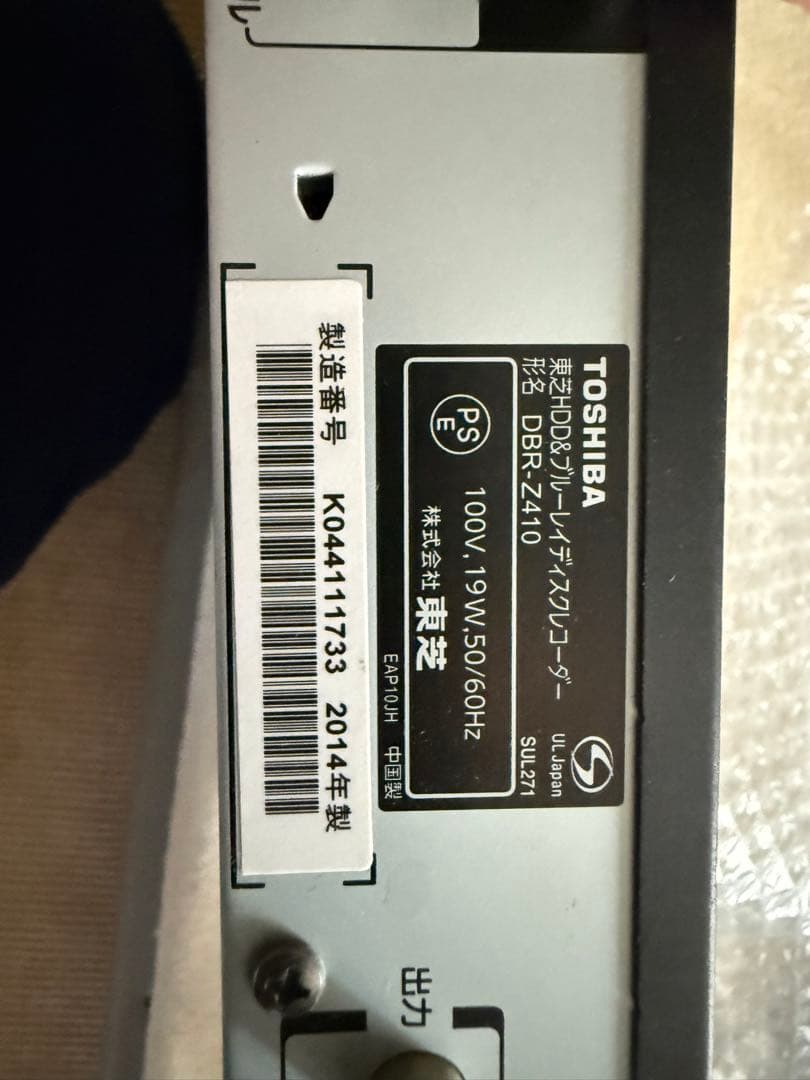 TOSHIBA
東芝HDD&ブルーレイディスクレコーダー
形名 DBR-Z410
UL Japan
SUL271
PS
E
100V,19W,50/60Hz
株式会社 東芝
EAP10JH 中国製
製造番号 K044111733 2014年製
出力